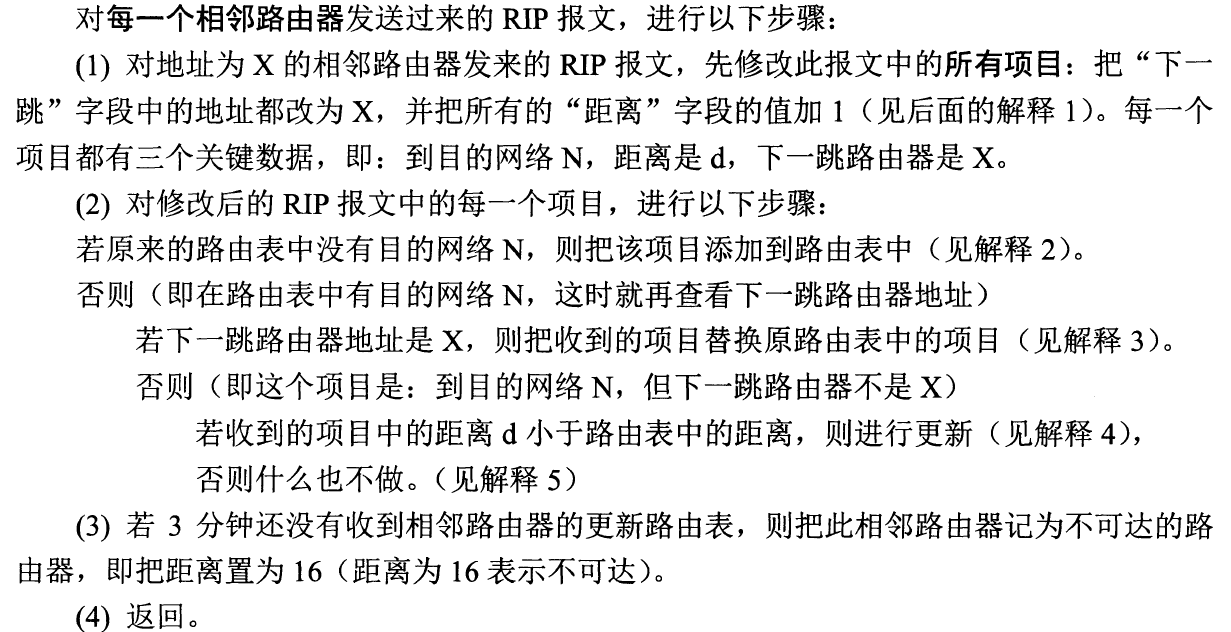 对每一个相邻路由器发送过来的 RIP 报文，进行以下步骤：
(1) 对地址为 X 的相邻路由器发来的 RIP 报文，先修改此报文中的所有项目：把“下一
跳”字段中的地址都改为 X，并把所有的“距离”字段的值加 1（见后面的解释 1）。每一个
项目都有三个关键数据，即：到目的网络 N，距离是 d，下一跳路由器是 X。
(2) 对修改后的 RIP 报文中的每一个项目，进行以下步骤：
若原来的路由表中没有目的网络 N，则把该项目添加到路由表中（见解释 2）。
否则（即在路由表中有目的网络 N，这时就再查看下一跳路由器地址）
若下一跳路由器地址是 X，则把收到的项目替换原路由表中的项目（见解释 3）。
否则（即这个项目是：到目的网络 N，但下一跳路由器不是 X）
若收到的项目中的距离 d 小于路由表中的距离，则进行更新（见解释 4），
否则什么也不做。（见解释 5）
(3) 若 3 分钟还没有收到相邻路由器的更新路由表，则把此相邻路由器记为不可达的路
由器，即把距离置为 16（距离为 16 表示不可达）。
(4) 返回。